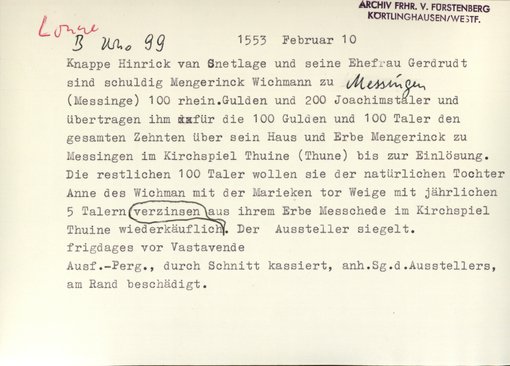 ARCHIV FRHR. V. FÜRSTENBERG
KÖRTLINGHAUSEN/WESTF.
Lonne
B Uho 99
1553 Februar 10
Knappe Hinrick van Snetlage und seine Ehefrau Gerdrudt
sind schuldig Mengerinck Wichmann zu Messingen
(Messinge) 100 rhein.Gulden und 200 Joachimstaler und
übertragen ihm dafür die 100 Gulden und 100 Taler den
gesamten Zehnten über sein Haus und Erbe Mengerinck zu
Messingen im Kirchspiel Thuine (Thune) bis zur Einlösung.
Die restlichen 100 Taler wollen sie der natürlichen Tochter
Anne des Wichman mit der Marieken tor Weige mit jährlichen
5 Talern verzinsen aus ihrem Erbe Messchede im Kirchspiel
Thuine wiederkäuflich. Der Aussteller siegelt.
frigdages vor Vastavende
Ausf.-Perg., durch Schnitt kassiert, anh.Sg.d.Ausstellers,
am Rand beschädigt.